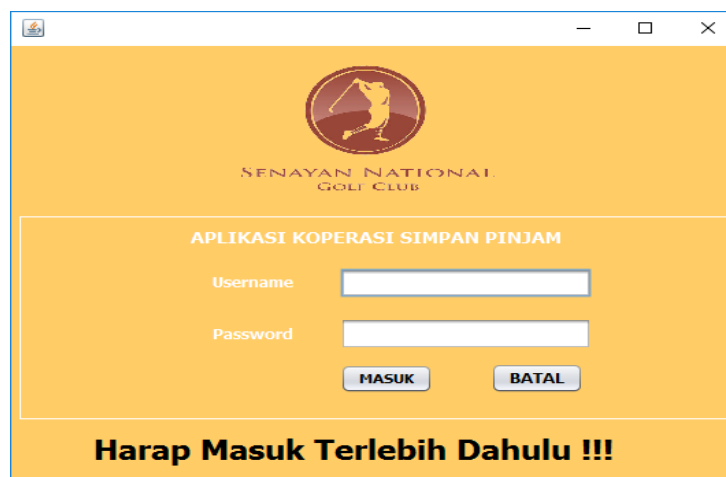 SENAYAN NATIONAL
GOLF CLUB
APLIKASI KOPERASI SIMPAN PINJAM
Username
Password
MASUK BATAL
Harap Masuk Terlebih Dahulu !!!